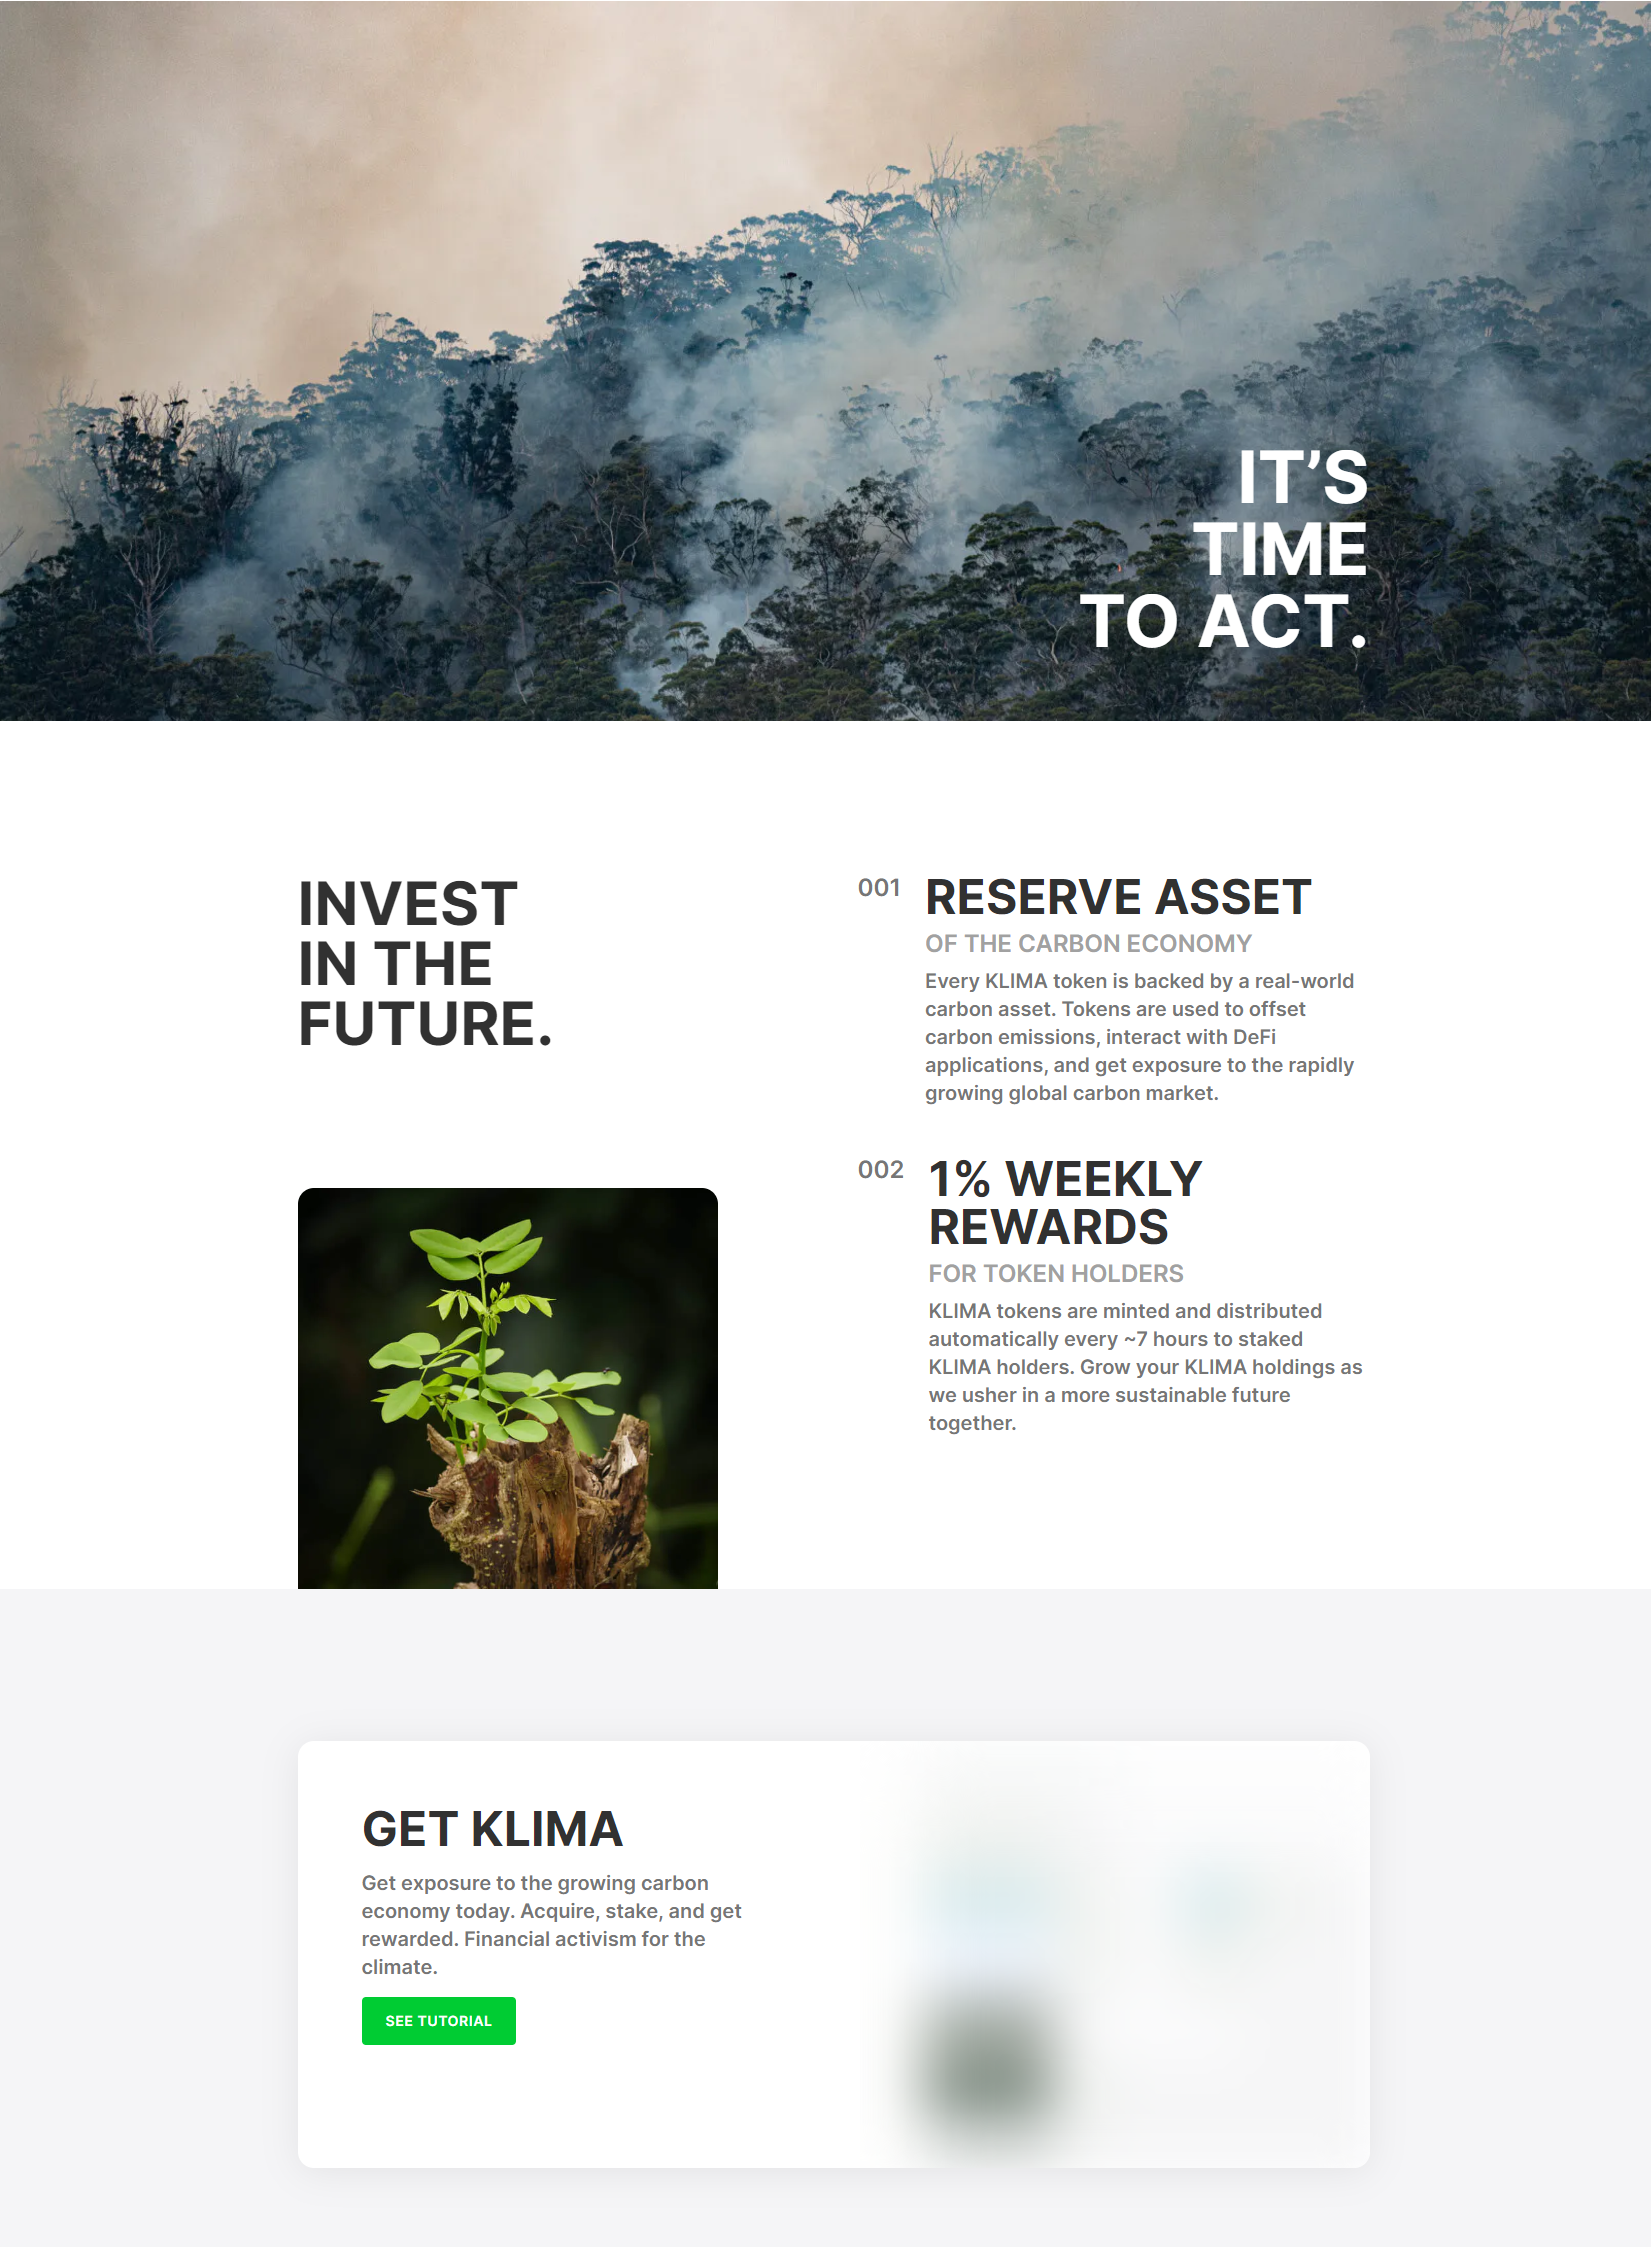 IT’S
TIME
TO ACT.
INVEST
IN THE
FUTURE.
001
RESERVE ASSET
OF THE CARBON ECONOMY
Every KLIMA token is backed by a real-world
carbon asset. Tokens are used to offset
carbon emissions, interact with DeFi
applications, and get exposure to the rapidly
growing global carbon market.
002
1% WEEKLY
REWARDS
FOR TOKEN HOLDERS
KLIMA tokens are minted and distributed
automatically every ~7 hours to staked
KLIMA holders. Grow your KLIMA holdings as
we usher in a more sustainable future
together.
GET KLIMA
Get exposure to the growing carbon
economy today. Acquire, stake, and get
rewarded. Financial activism for the
climate.
SEE TUTORIAL